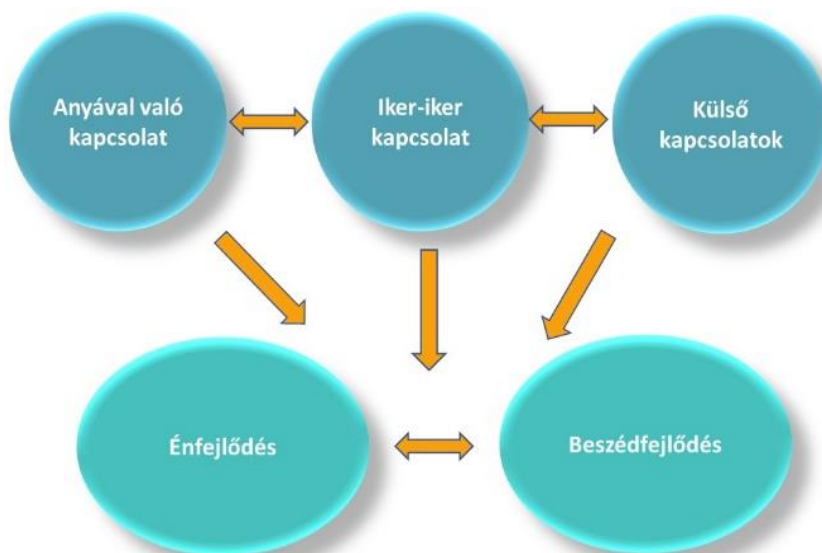 Anyával való
kapcsolat
Iker-iker
kapcsolat
Külső
kapcsolatok
Énfejlődés
Beszédfejlődés